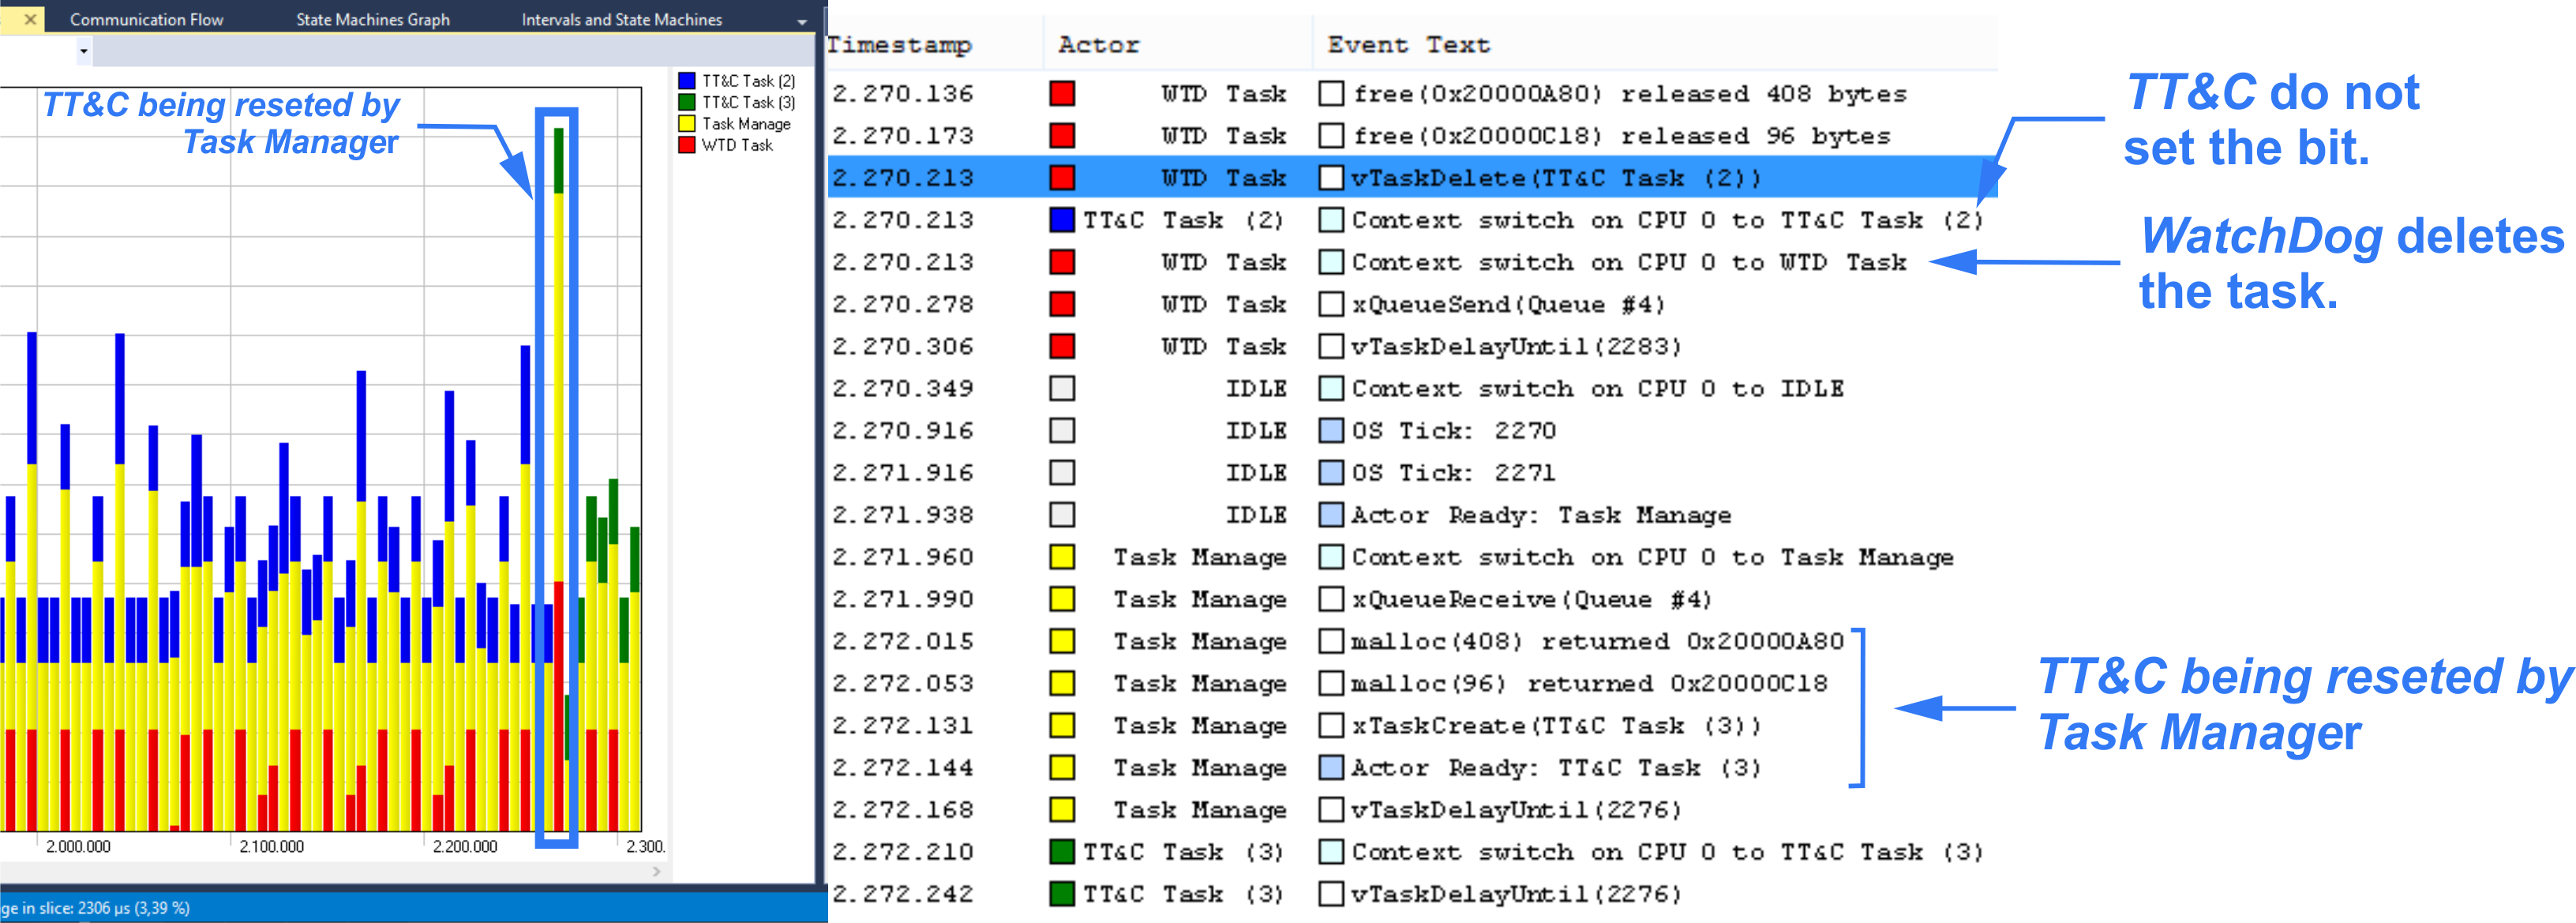 Communication Flow State Machines Graph Intervals and State Machines
TT&C being reseted by
Task Manager
TT&C Task (2)
TT&C Task (3)
Task Manage
WTD Task
2.000.000 2.100.000 2.200.000 2.300.
ge in slice: 2306 µs (3,39 %)
Timestamp Actor Event Text
2.270.136 WTD Task free(0x20000A80) released 408 bytes
2.270.173 WTD Task free(0x20000C18) released 96 bytes
2.270.213 WTD Task vTaskDelete(TT&C Task (2))
2.270.213 TT&C Task (2) Context switch on CPU 0 to TT&C Task (2)
2.270.213 WTD Task Context switch on CPU 0 to WTD Task
2.270.278 WTD Task xQueueSend(Queue #4)
2.270.306 WTD Task vTaskDelayUntil(2283)
2.270.349 IDLE Context switch on CPU 0 to IDLE
2.270.916 IDLE OS Tick: 2270
2.271.916 IDLE OS Tick: 2271
2.271.938 IDLE Actor Ready: Task Manage
2.271.960 Task Manage Context switch on CPU 0 to Task Manage
2.271.990 Task Manage xQueueReceive(Queue #4)
2.272.015 Task Manage malloc(408) returned 0x20000A80
2.272.053 Task Manage malloc(96) returned 0x20000C18
2.272.131 Task Manage xTaskCreate(TT&C Task (3))
2.272.144 Task Manage Actor Ready: TT&C Task (3)
2.272.168 Task Manage vTaskDelayUntil(2276)
2.272.210 TT&C Task (3) Context switch on CPU 0 to TT&C Task (3)
2.272.242 TT&C Task (3) vTaskDelayUntil(2276)
TT&C do not
set the bit.
WatchDog deletes
the task.
TT&C being reseted by
Task Manager